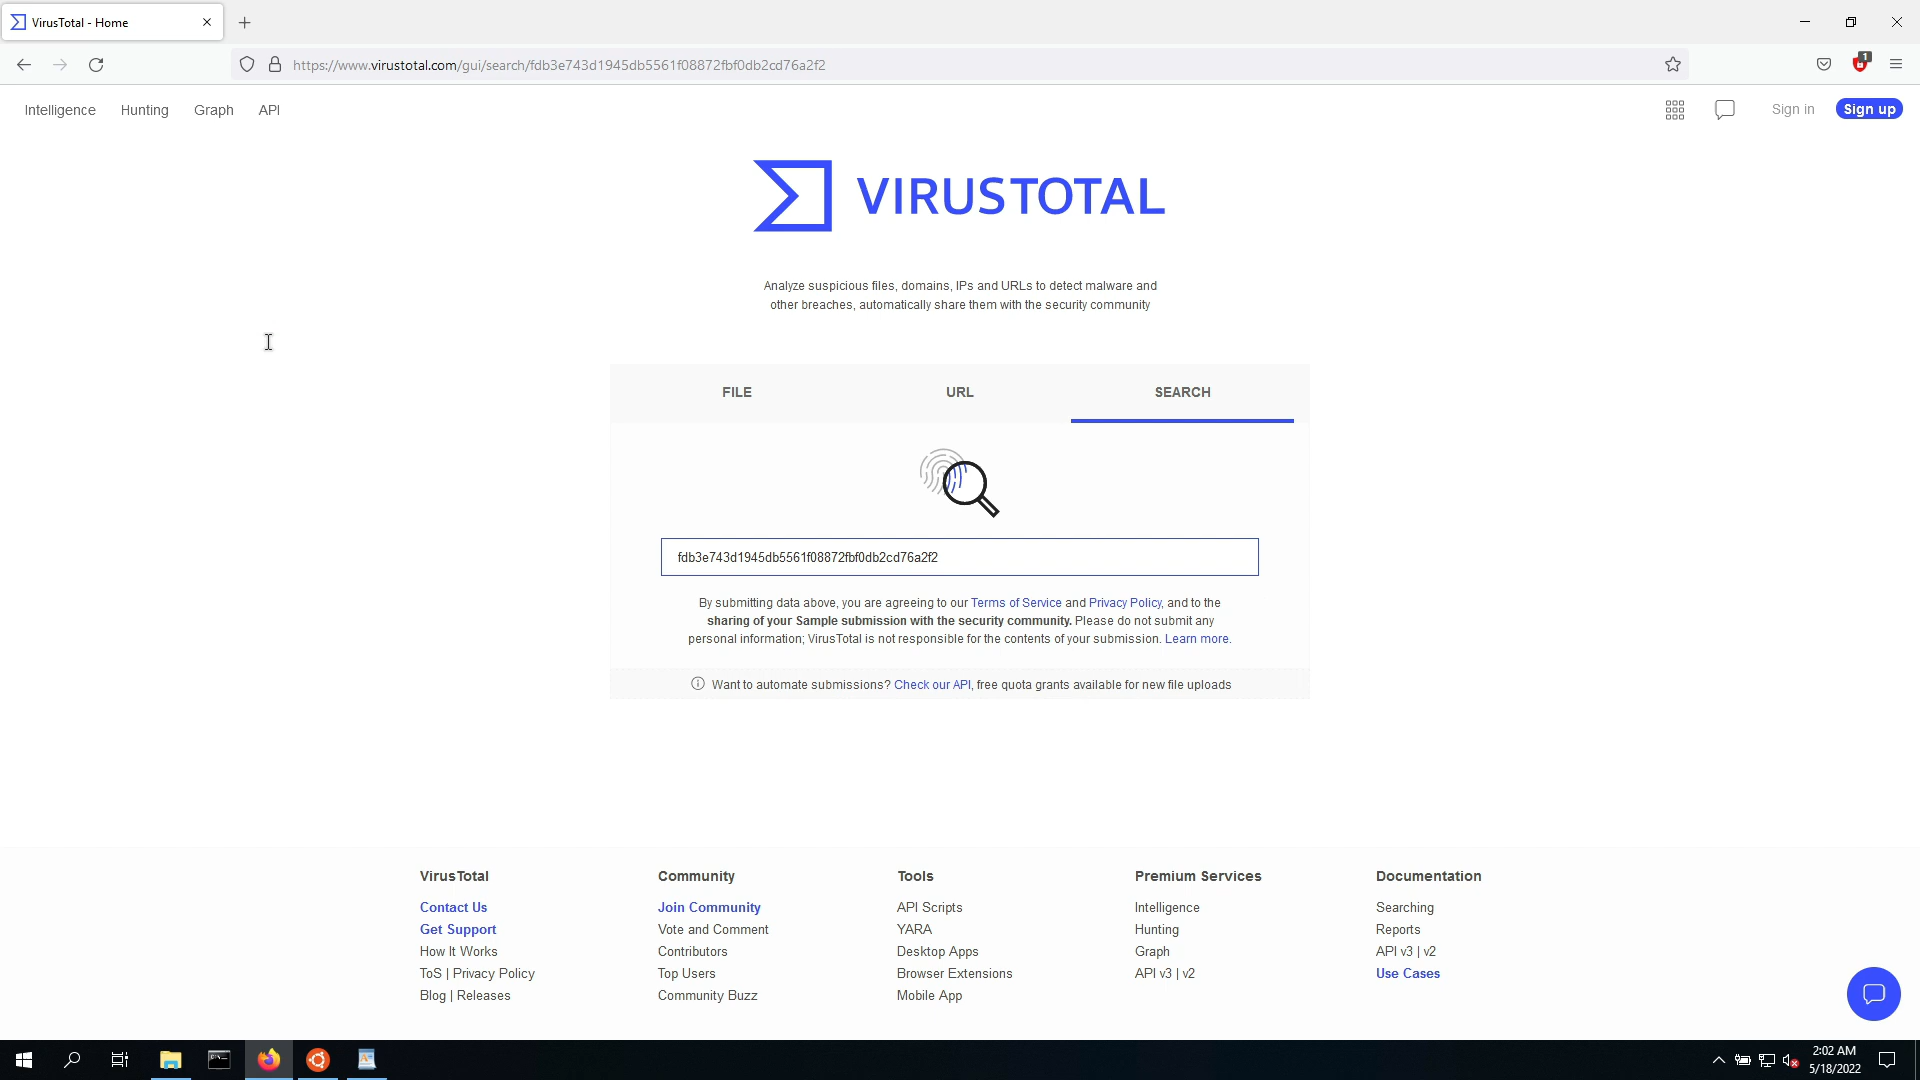 VirusTotal - Home
https://www.virustotal.com/gui/search/fdb3e743d1945db5561f08872fbf0db2cd76a2f2
1
Intelligence Hunting Graph API
Sign in Sign up
VIRUSTOTAL
Analyze suspicious files, domains, IPs and URLs to detect malware and
other breaches, automatically share them with the security community
FILE URL SEARCH
fdb3e743d1945db5561f08872fbf0db2cd76a2f2
By submitting data above, you are agreeing to our Terms of Service and Privacy Policy, and to the
sharing of your Sample submission with the security community. Please do not submit any
personal information; VirusTotal is not responsible for the contents of your submission. Learn more.
Want to automate submissions? Check our API, free quota grants available for new file uploads
VirusTotal
Contact Us
Get Support
How It Works
ToS | Privacy Policy
Blog | Releases
Community
Join Community
Vote and Comment
Contributors
Top Users
Community Buzz
Tools
API Scripts
YARA
Desktop Apps
Browser Extensions
Mobile App
Premium Services
Intelligence
Hunting
Graph
API v3 | v2
Documentation
Searching
Reports
API v3 | v2
Use Cases
2:02 AM
5/18/2022